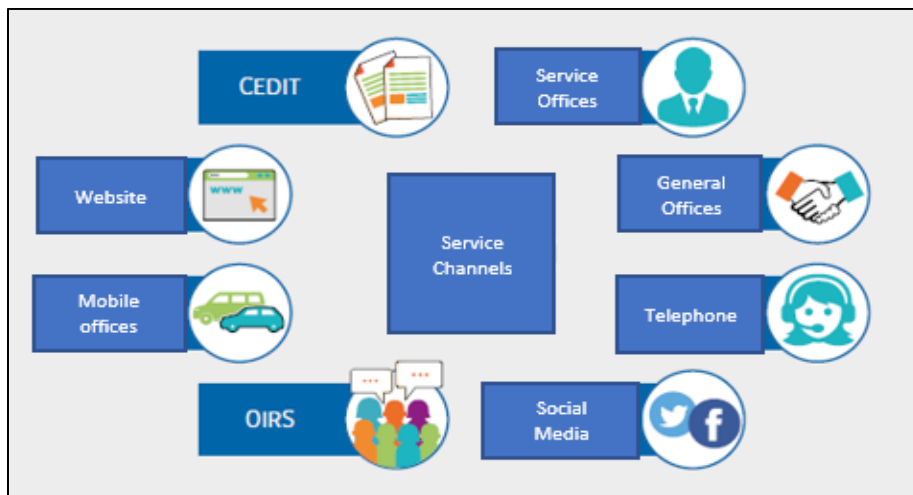 CEDIT
Service
Offices
Website
www
General
Offices
Service
Channels
Mobile
offices
Telephone
OIRS
Social
Media